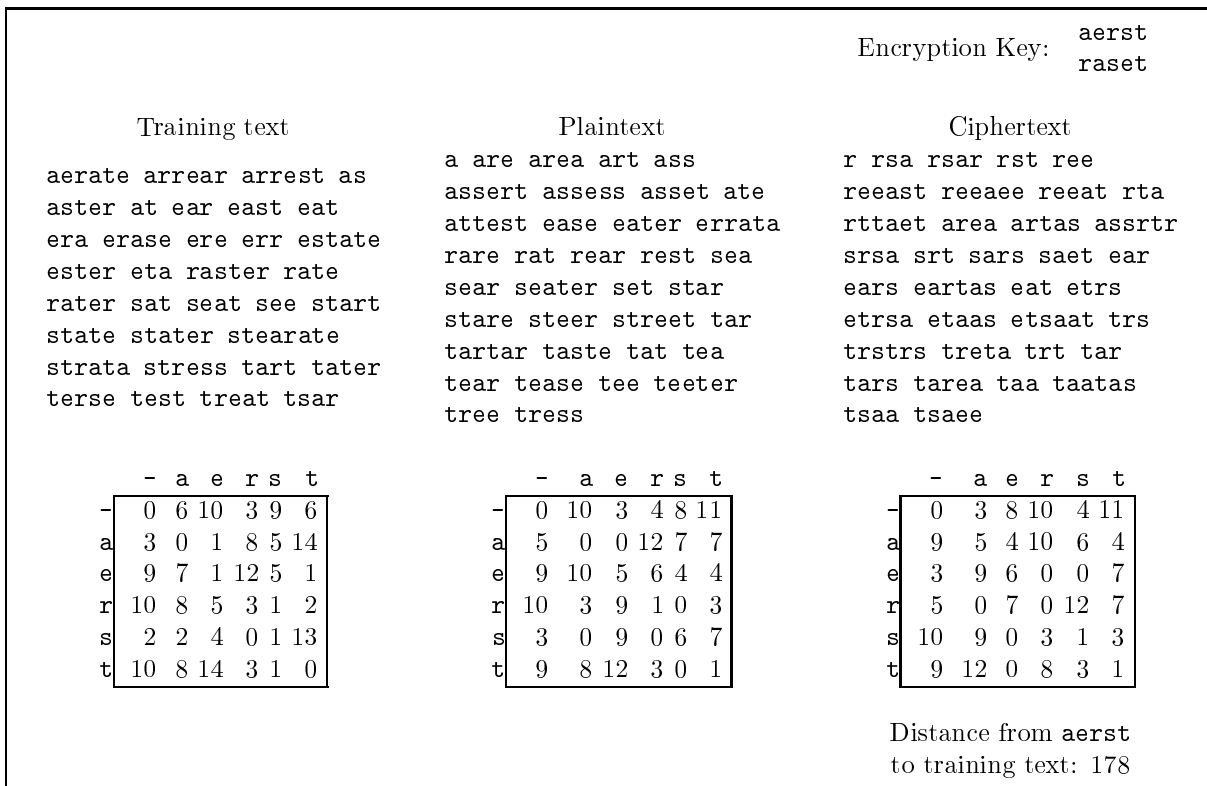 Encryption Key: aerst
raset
Training text
aerate arrear arrest as
aster at ear east eat
era erase ere err estate
ester eta raster rate
rater sat seat see start
state stater stearate
strata stress tart tater
terse test treat tsar
Plaintext
a are area art ass
assert assess asset ate
attest ease eater errata
rare rat rear rest sea
sear seater set star
stare steer street tar
tartar taste tat tea
tear tease tee teeter
tree tress
Ciphertext
r rsa rsar rst ree
reeast reeaee reeat rta
rttaet area artas assrtr
srsa srt sars saet ear
ears eartas eat etrs
etrsa etaas etsaat trs
trstrs treta trt tar
tars tarea taa taatas
tsaa tsaee
- a e r s t
- 0 6 10 3 9 6
a 3 0 1 8 5 14
e 9 7 1 12 5 1
r 10 8 5 3 1 2
s 2 2 4 0 1 13
t 10 8 14 3 1 0
- a e r s t
- 0 10 3 4 8 11
a 5 0 0 12 7 7
e 9 10 5 6 4 4
r 10 3 9 1 0 3
s 3 0 9 0 6 7
t 9 8 12 3 0 1
- a e r s t
- 0 3 8 10 4 11
a 9 5 4 10 6 4
e 3 9 6 0 0 7
r 5 0 7 0 12 7
s 10 9 0 3 1 3
t 9 12 0 8 3 1
Distance from aerst
to training text: 178